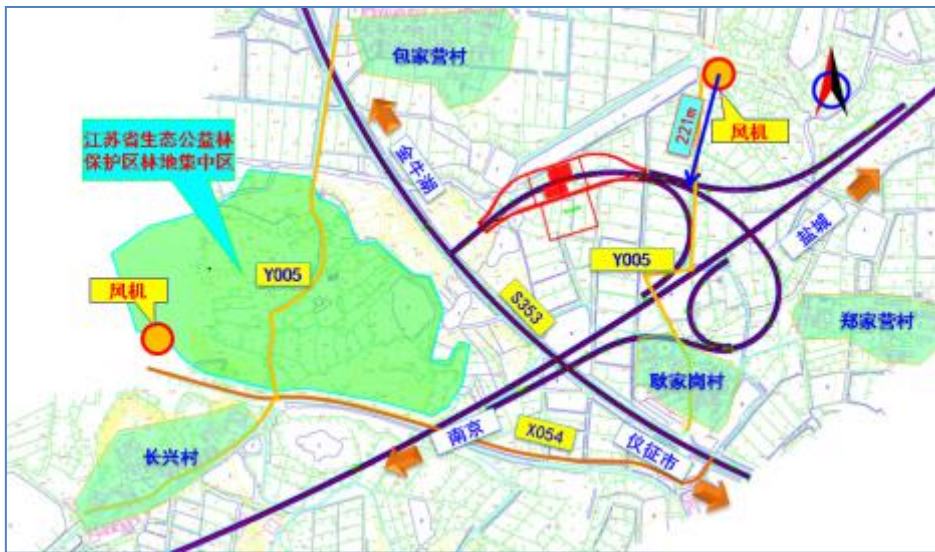 包家营村
221m
风机
江苏省生态公益林
保护区林地集中区
金牛湖
盐城
Y005
Y005
风机
S353
郑家营村
耿家岗村
南京
X054
仪征市
长兴村